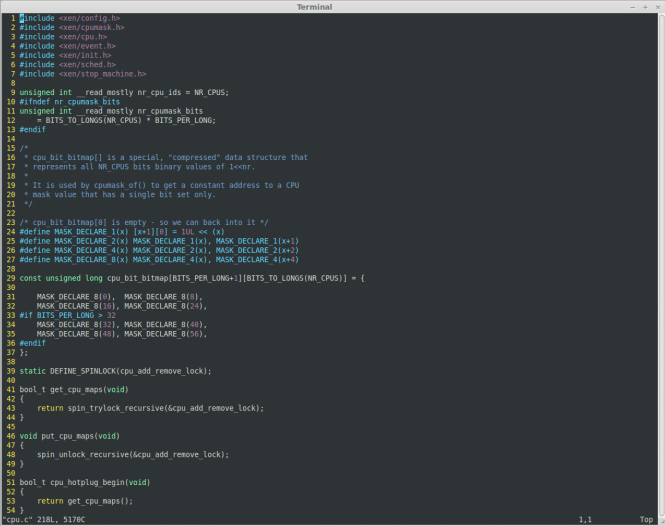 Terminal
1 #include <xen/config.h>
2 #include <xen/cpumask.h>
3 #include <xen/cpu.h>
4 #include <xen/event.h>
5 #include <xen/init.h>
6 #include <xen/sched.h>
7 #include <xen/stop_machine.h>
8
9 unsigned int __read_mostly nr_cpu_ids = NR_CPUS;
10 #ifndef nr_cpumask_bits
11 unsigned int __read_mostly nr_cpumask_bits
12     = BITS_TO_LONGS(NR_CPUS) * BITS_PER_LONG;
13 #endif
14
15 /*
16  * cpu_bit_bitmap[] is a special, "compressed" data structure that
17  * represents all NR_CPUS bits binary values of 1<<nr.
18  *
19  * It is used by cpumask_of() to get a constant address to a CPU
20  * mask value that has a single bit set only.
21  */
22
23 /* cpu_bit_bitmap[0] is empty - so we can back into it */
24 #define MASK_DECLARE_1(x) [x+1][0] = 1UL << (x)
25 #define MASK_DECLARE_2(x) MASK_DECLARE_1(x), MASK_DECLARE_1(x+1)
26 #define MASK_DECLARE_4(x) MASK_DECLARE_2(x), MASK_DECLARE_2(x+2)
27 #define MASK_DECLARE_8(x) MASK_DECLARE_4(x), MASK_DECLARE_4(x+4)
28
29 const unsigned long cpu_bit_bitmap[BITS_PER_LONG+1][BITS_TO_LONGS(NR_CPUS)] = {
30
31     MASK_DECLARE_8(0),  MASK_DECLARE_8(8),
32     MASK_DECLARE_8(16), MASK_DECLARE_8(24),
33 #if BITS_PER_LONG > 32
34     MASK_DECLARE_8(32), MASK_DECLARE_8(40),
35     MASK_DECLARE_8(48), MASK_DECLARE_8(56),
36 #endif
37 };
38
39 static DEFINE_SPINLOCK(cpu_add_remove_lock);
40
41 bool_t get_cpu_maps(void)
42 {
43     return spin_trylock_recursive(&cpu_add_remove_lock);
44 }
45
46 void put_cpu_maps(void)
47 {
48     spin_unlock_recursive(&cpu_add_remove_lock);
49 }
50
51 bool_t cpu_hotplug_begin(void)
52 {
53     return get_cpu_maps();
54 }
"cpu.c" 218L, 5170C 1,1 Top